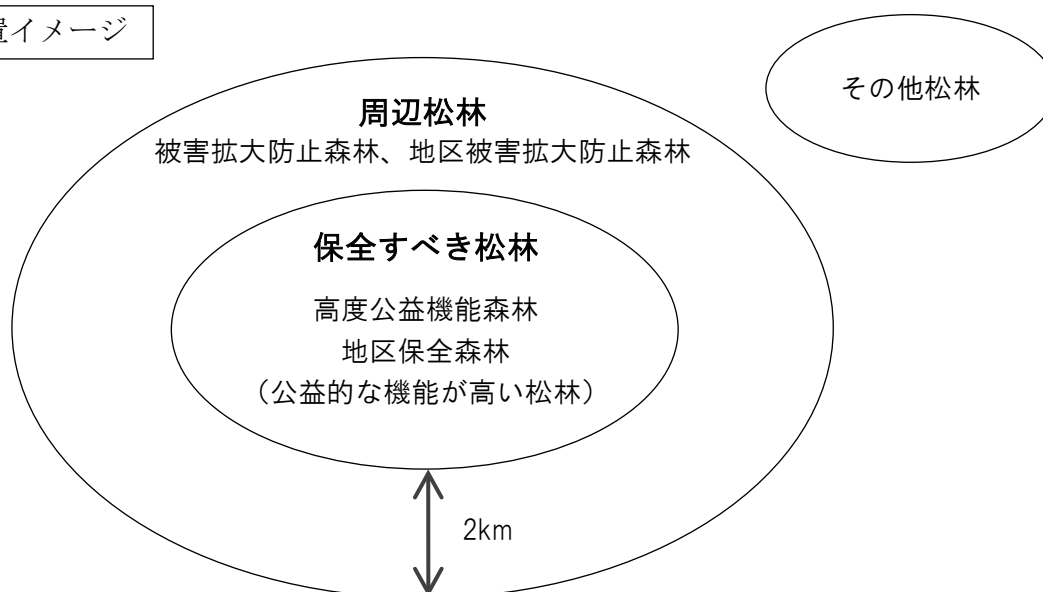 置イメージ
その他松林
周辺松林
被害拡大防止森林、地区被害拡大防止森林
保全すべき松林
高度公益機能森林
地区保全森林
（公益的な機能が高い松林）
2km